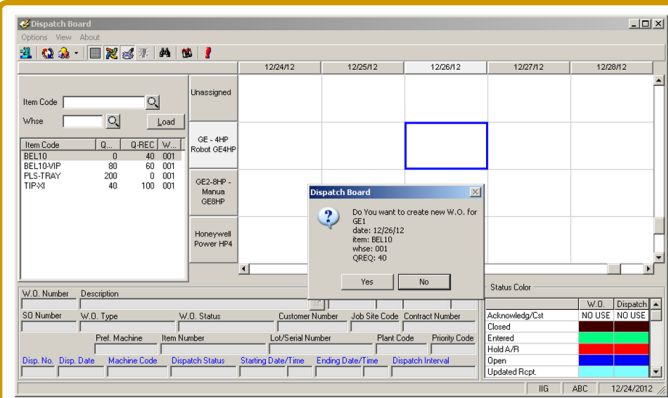 Dispatch Board
Options View About
12/24/12 12/25/12 12/26/12 12/27/12 12/28/12
Item Code
Whse Load
Item Code Q... Q-REC W...
BEL10 0 40 001
BEL10-VIP 80 60 001
PLS-TRAY 200 0 001
TIP-XI 40 100 001
Unassigned
GE - 4HP
Robot GE4HP
GE2-8HP -
Manua
GE8HP
Honeywell
Power HP4
Dispatch Board
Do You want to create new W.O. for
GE1
date: 12/26/12
item: BEL10
whse: 001
QREQ: 40
Yes No
W.O. Number Description
SO Number W.O. Type W.O. Status Customer Number Job Site Code Contract Number
Pref. Machine Item Number Lot/Serial Number Plant Code Priority Code
Disp. No. Disp. Date Machine Code Dispatch Status Starting Date/Time Ending Date/Time Dispatch Interval
Status Color
W.O. Dispatch
Acknowledg/Cst NO USE NO USE
Closed
Entered
Hold A/R
Open
Updated Rcpt.
IIG ABC 12/24/2012